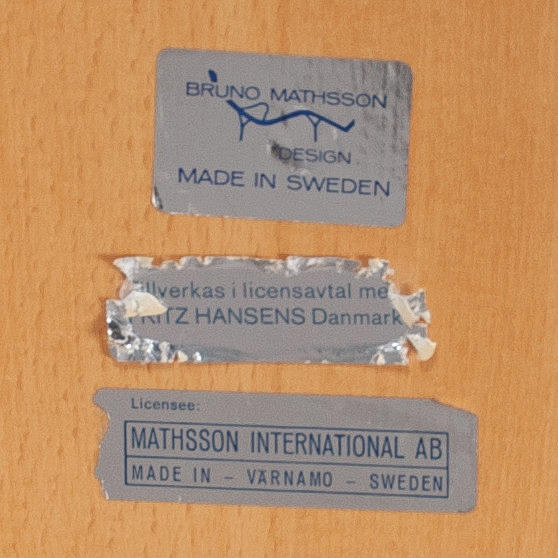 BRUNO MATHSSON
DESIGN
MADE IN SWEDEN
illverkas i licensavtal me
FRITZ HANSENS Danmark
Licensee:
MATHSSON INTERNATIONAL AB
MADE IN – VÄRNAMO – SWEDEN